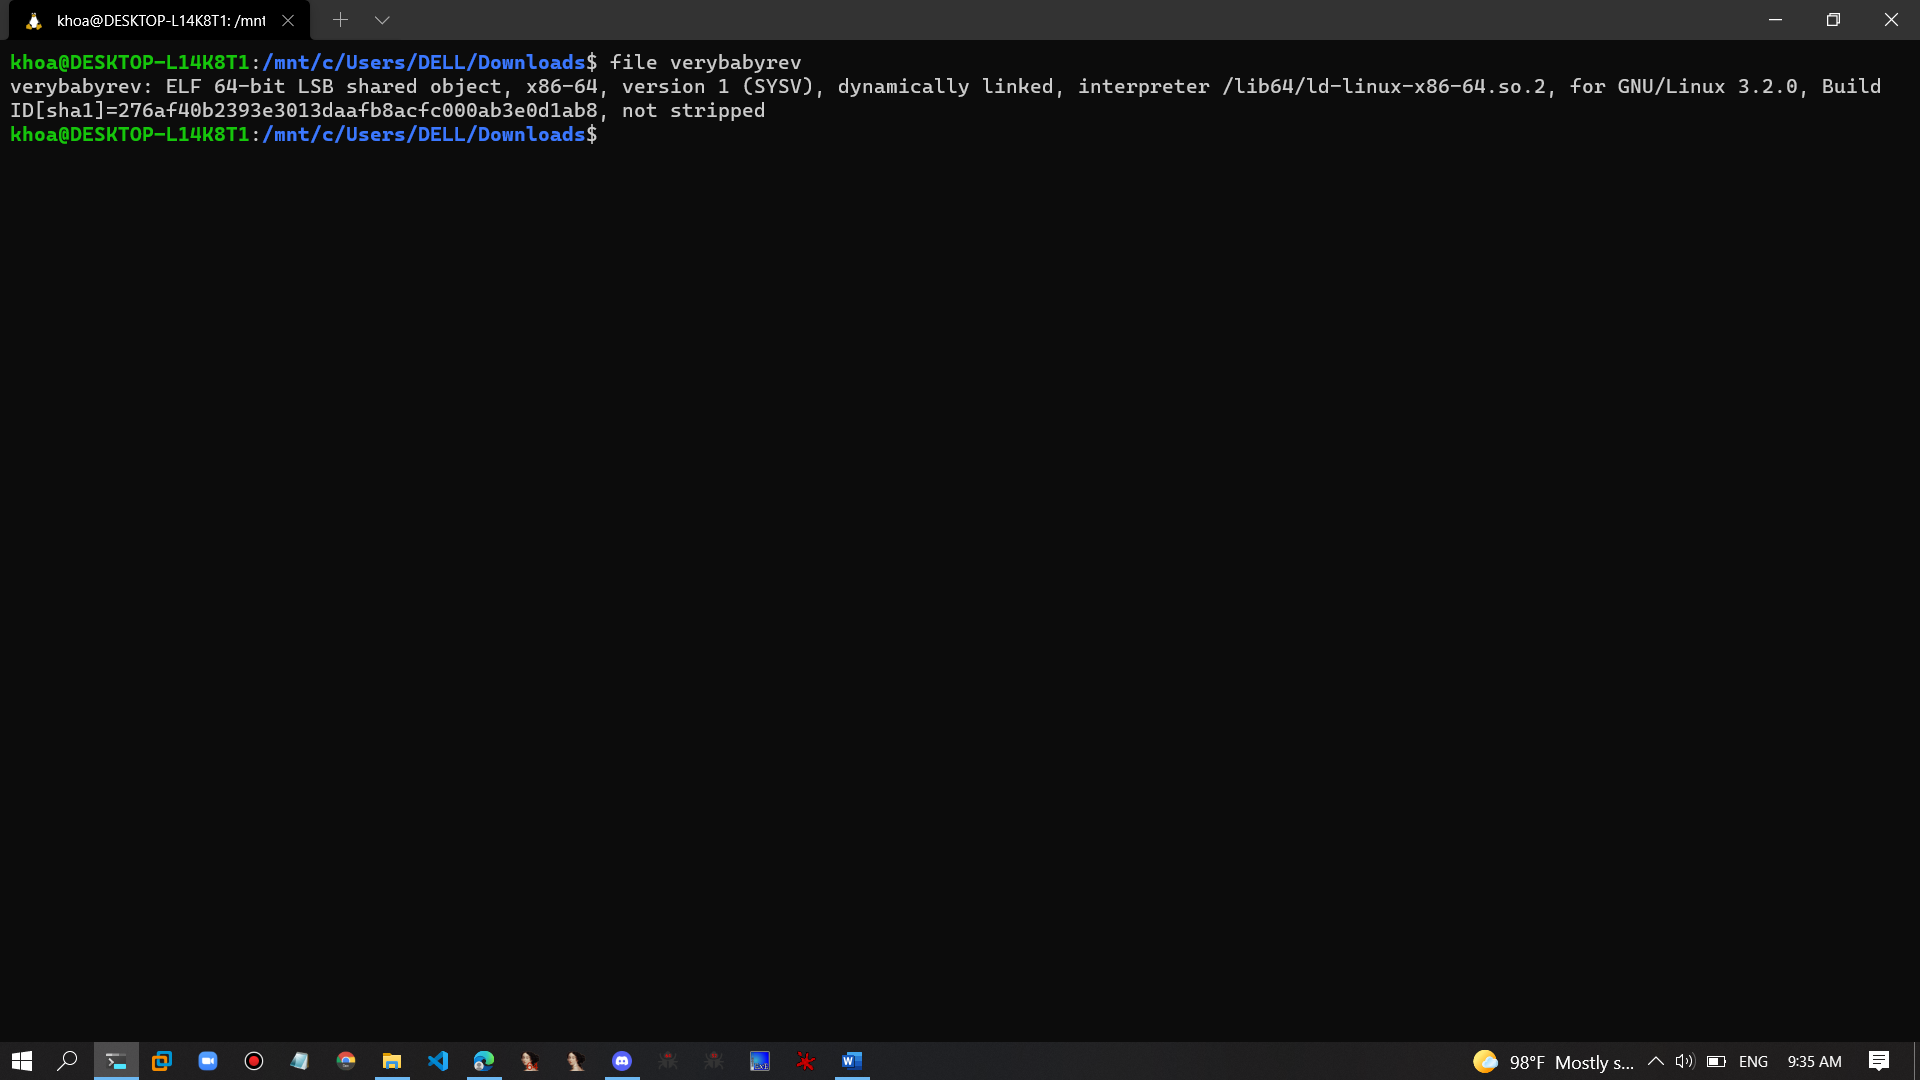 khoa@DESKTOP-L14K8T1: /mnt
khoa@DESKTOP-L14K8T1:/mnt/c/Users/DELL/Downloads$ file verybabyrev
verybabyrev: ELF 64-bit LSB shared object, x86-64, version 1 (SYSV), dynamically linked, interpreter /lib64/ld-linux-x86-64.so.2, for GNU/Linux 3.2.0, Build
ID[sha1]=276af40b2393e3013daafb8acfc000ab3e0d1ab8, not stripped
khoa@DESKTOP-L14K8T1:/mnt/c/Users/DELL/Downloads$
98°F Mostly s... ENG 9:35 AM